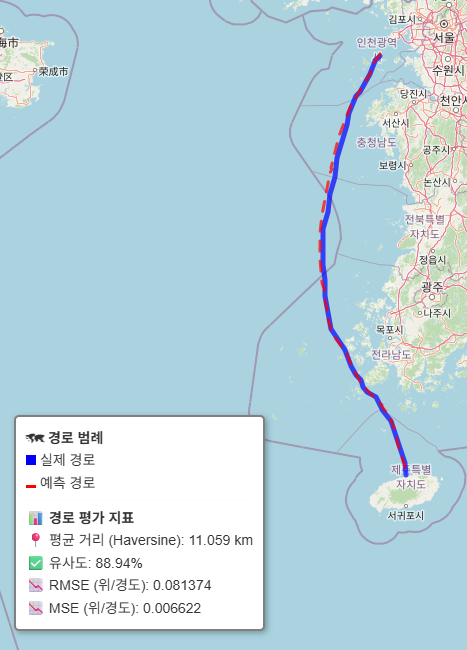 海市
김포시
서울
인천광역
수원시
荣成市
당진시
천안시
서산시
충청남도
공주시
보령시
논산시
전북특별
자치도
정읍시
광주
나주시
목포시
전라남도
🗺 경로 범례
실제 경로
예측 경로
제주특별
자치도
서귀포시
📊 경로 평가 지표
📍 평균 거리 (Haversine): 11.059 km
✅ 유사도: 88.94%
📉 RMSE (위/경도): 0.081374
📉 MSE (위/경도): 0.006622